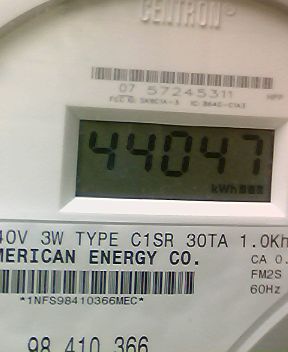 CENTRON®
07 57245311
44047
kWh
40V 3W TYPE C1SR 30TA 1.0Kh
MERICAN ENERGY CO.
CA 0.
FM2S
60Hz
*1NFS98410366MEC*
98 410 366